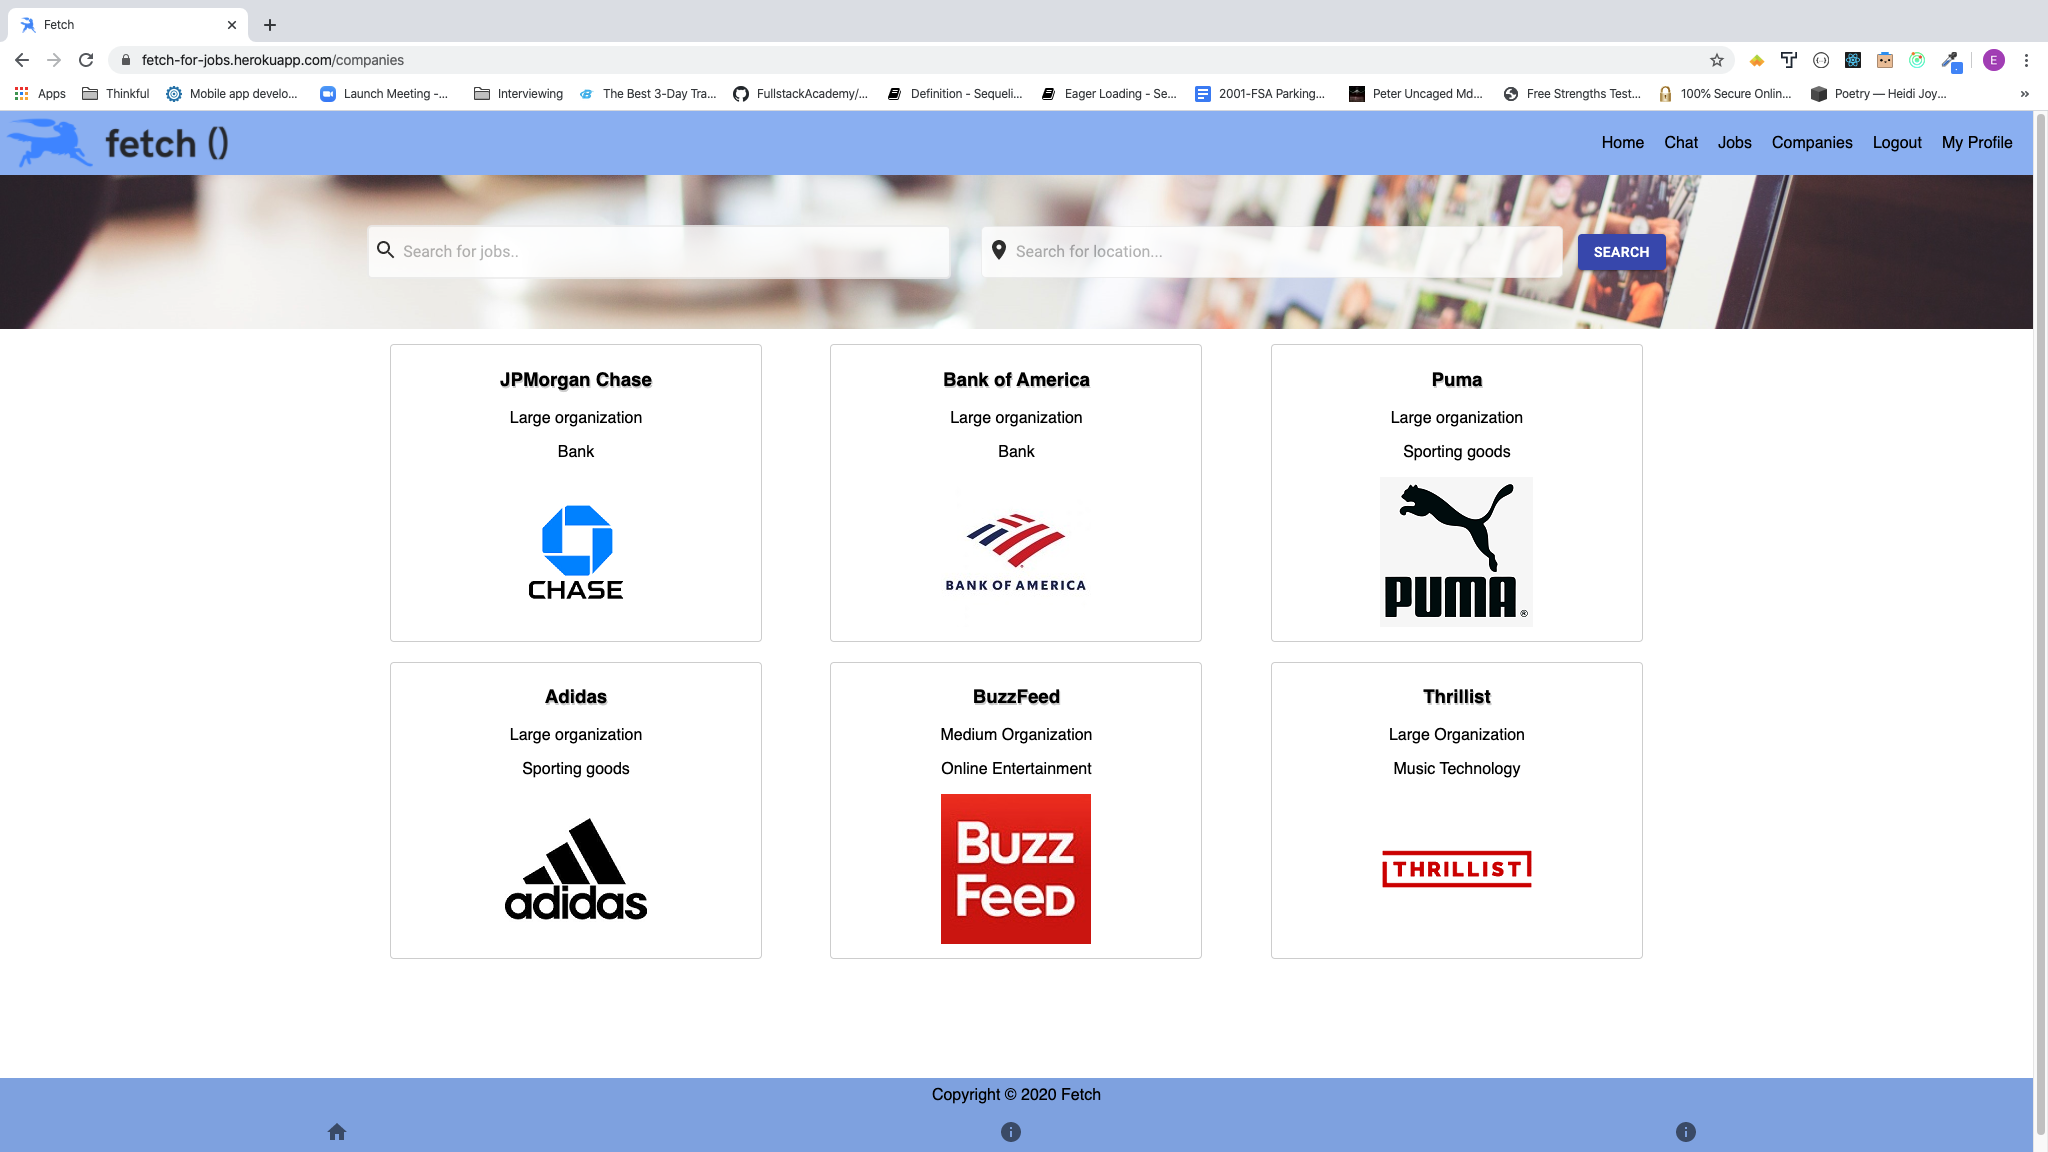 Fetch
fetch-for-jobs.herokuapp.com/companies
E
Apps
Thinkful
Mobile app develo...
Launch Meeting -...
Interviewing
The Best 3-Day Tra...
FullstackAcademy/...
Definition - Sequeli...
Eager Loading - Se...
2001-FSA Parking...
Peter Uncaged Md...
Free Strengths Test...
100% Secure Onlin...
Poetry — Heidi Joy...
»
fetch ()
Home
Chat
Jobs
Companies
Logout
My Profile
Search for jobs..
Search for location...
SEARCH
JPMorgan Chase
Large organization
Bank
CHASE
Bank of America
Large organization
Bank
BANK OF AMERICA
Puma
Large organization
Sporting goods
PUMA®
Adidas
Large organization
Sporting goods
adidas
BuzzFeed
Medium Organization
Online Entertainment
BUZZ
FEED
Thrillist
Large Organization
Music Technology
THRILLIST
Copyright © 2020 Fetch